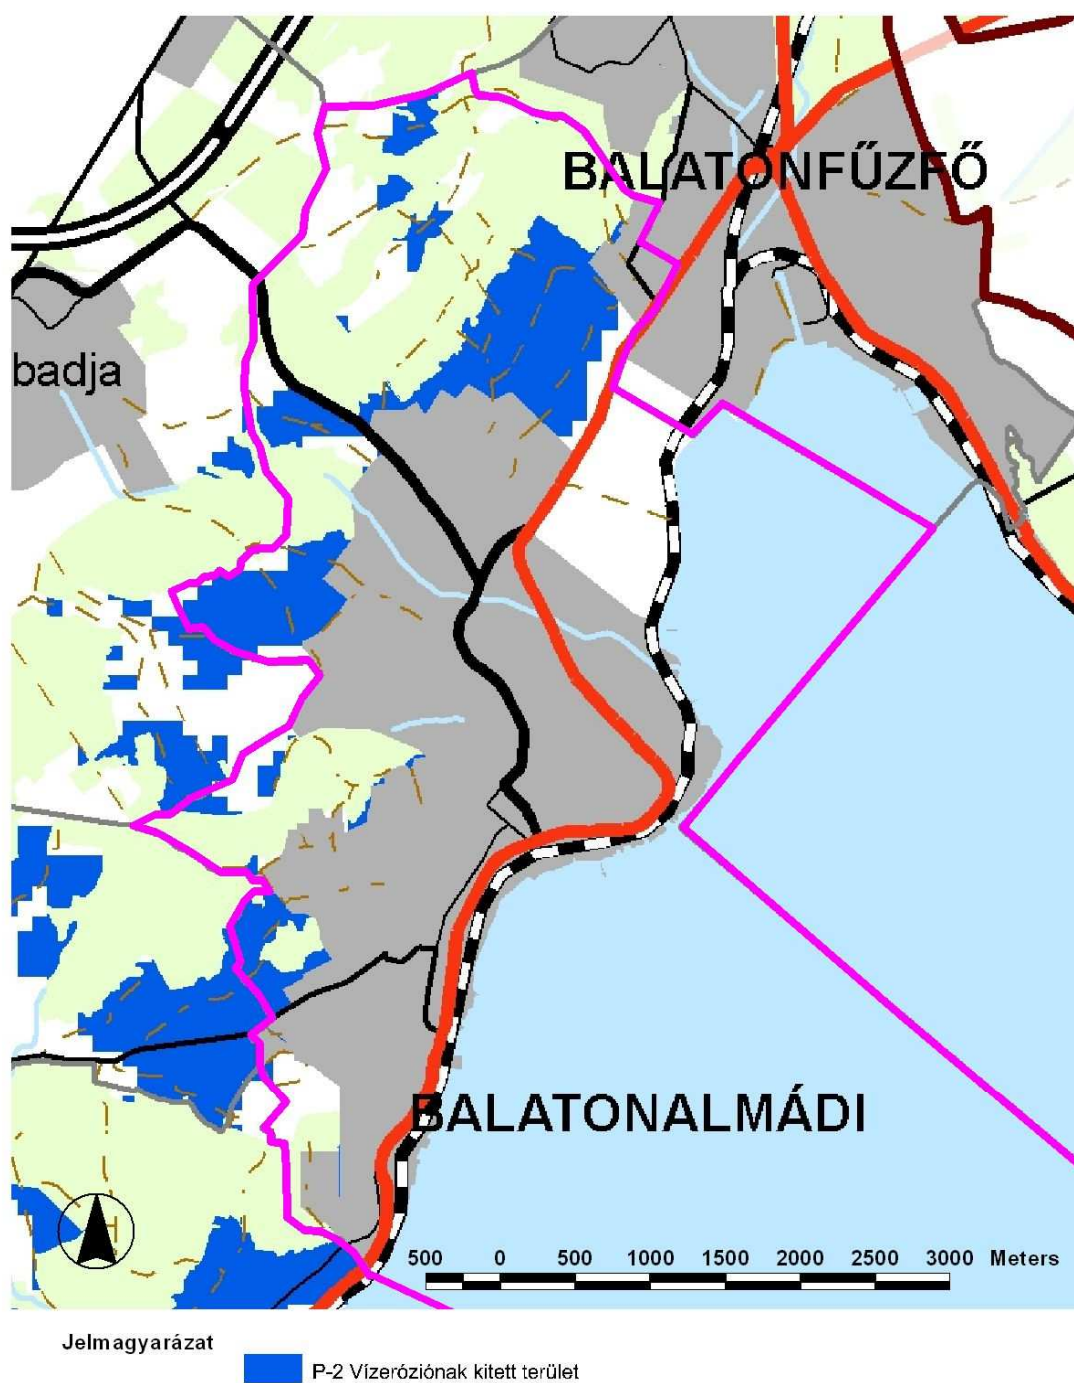 BALATONFŰZFŐ
badja
BALATONALMÁDI
500 0 500 1000 1500 2000 2500 3000 Meters
Jelmagyarázat
P-2 Vízeróziónak kitett terület